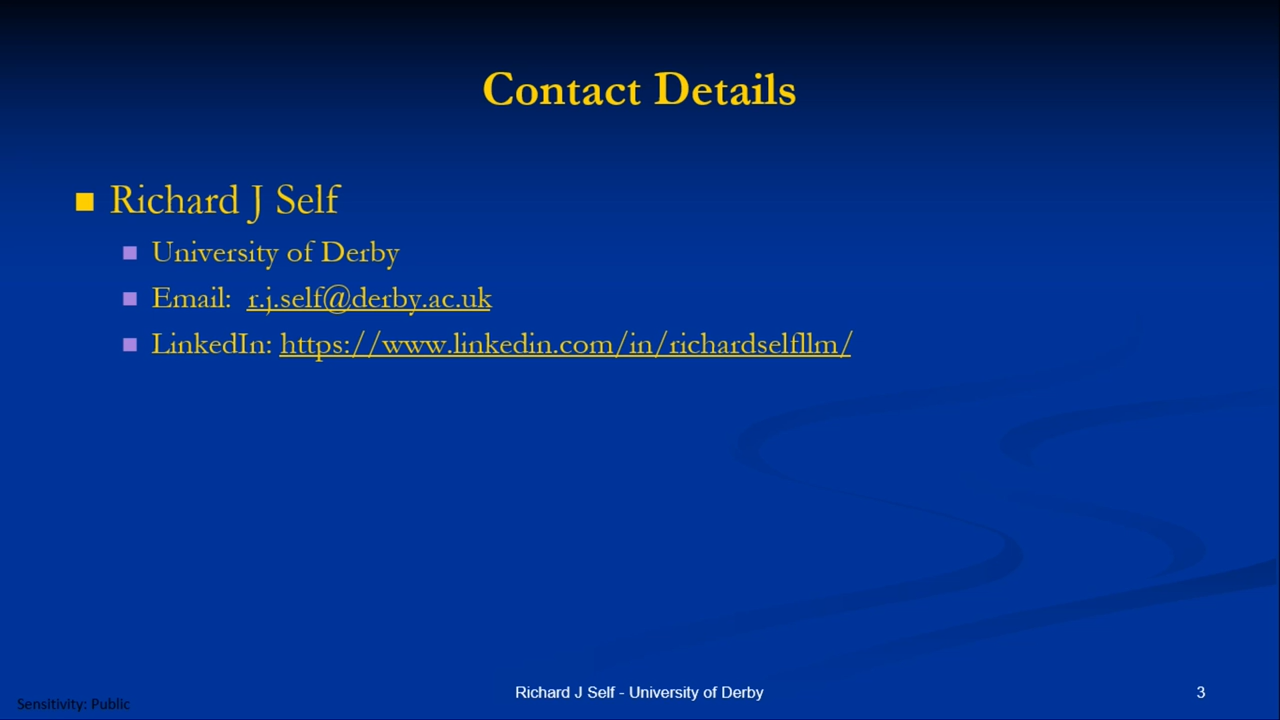 Contact Details
Richard J Self
University of Derby
Email: r.j.self@derby.ac.uk
LinkedIn: https://www.linkedin.com/in/richardselfllm/
Sensitivity: Public
Richard J Self - University of Derby
3